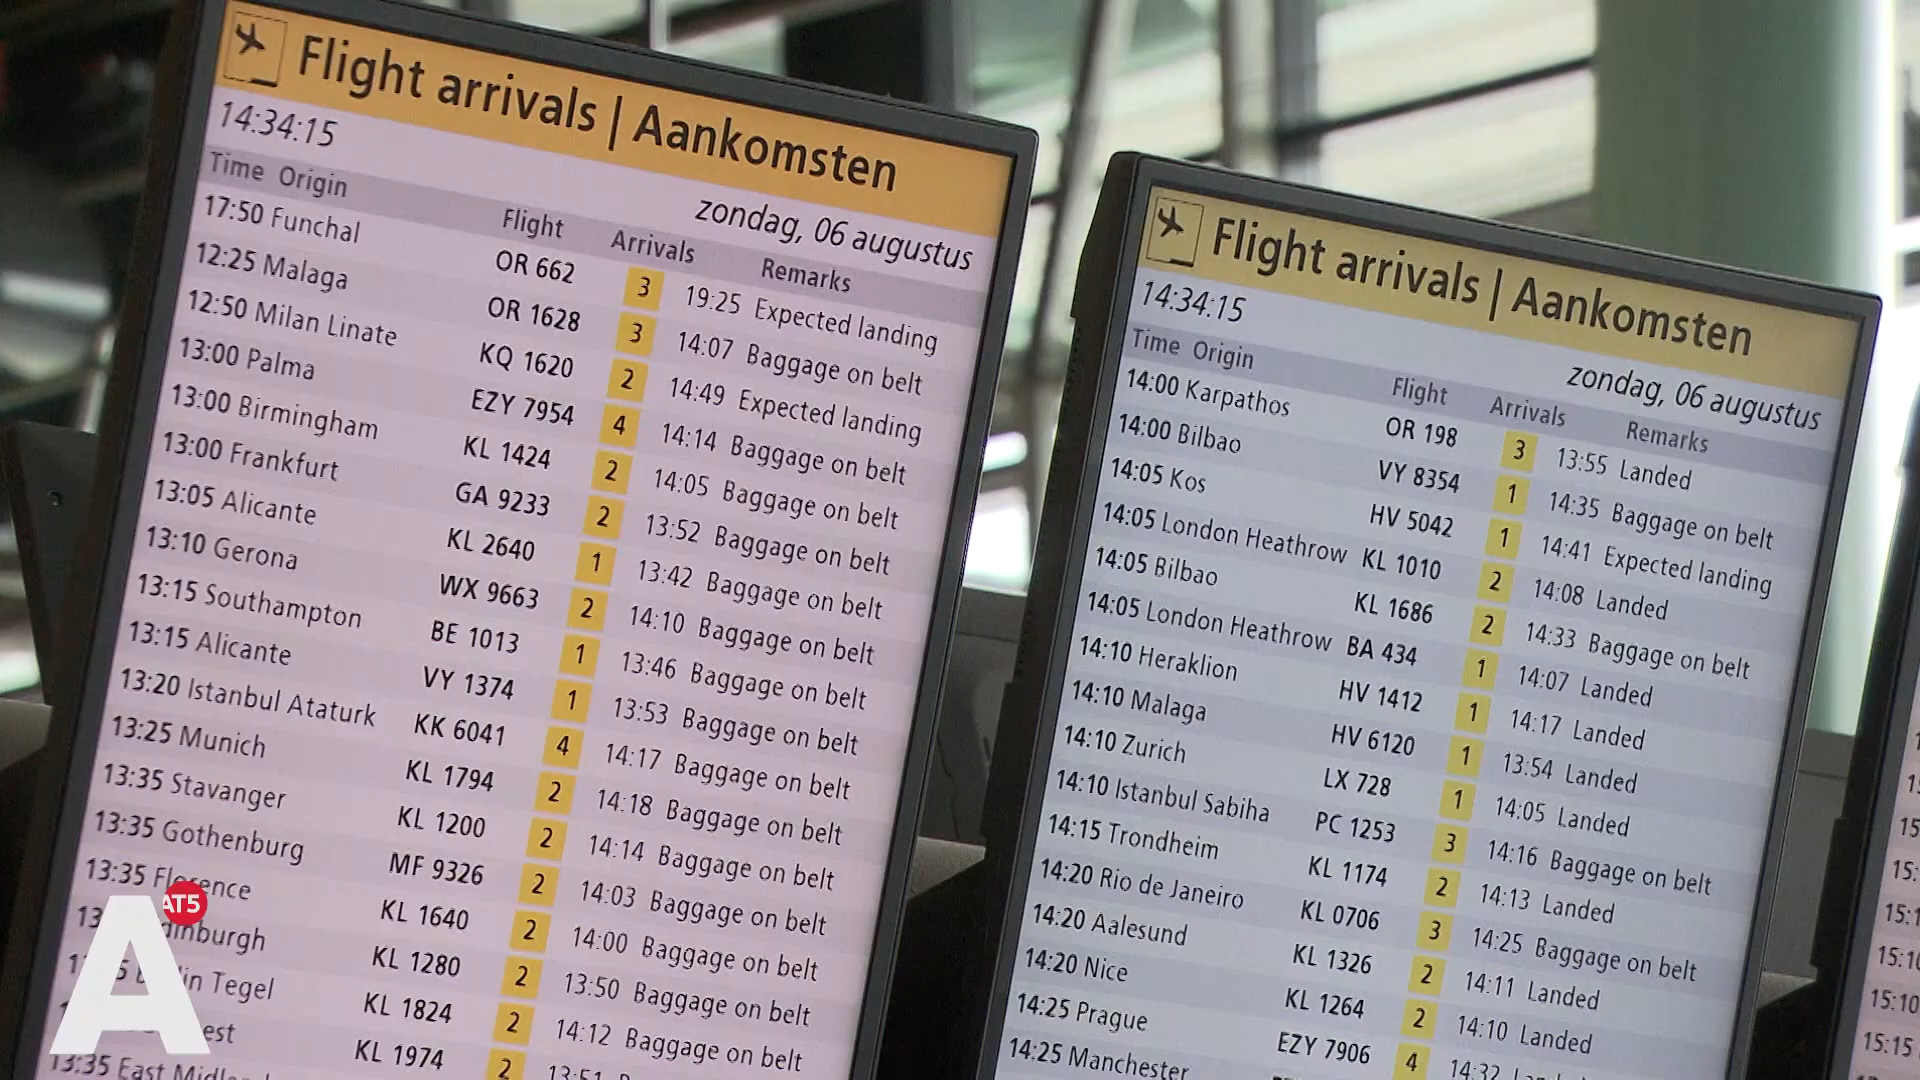 Flight arrivals | Aankomsten
14:34:15
zondag, 06 augustus
Time Origin Flight Arrivals Remarks
17:50 Funchal OR 662 3 19:25 Expected landing
12:25 Malaga OR 1628 3 14:07 Baggage on belt
12:50 Milan Linate KQ 1620 2 14:49 Expected landing
13:00 Palma EZY 7954 4 14:14 Baggage on belt
13:00 Birmingham KL 1424 2 14:05 Baggage on belt
13:00 Frankfurt GA 9233 2 13:52 Baggage on belt
13:05 Alicante KL 2640 1 13:42 Baggage on belt
13:10 Gerona WX 9663 2 14:10 Baggage on belt
13:15 Southampton BE 1013 1 13:46 Baggage on belt
13:15 Alicante VY 1374 1 13:53 Baggage on belt
13:20 Istanbul Ataturk KK 6041 4 14:17 Baggage on belt
13:25 Munich KL 1794 2 14:18 Baggage on belt
13:35 Stavanger KL 1200 2 14:14 Baggage on belt
13:35 Gothenburg MF 9326 2 14:03 Baggage on belt
13:35 Florence KL 1640 2 14:00 Baggage on belt
Edinburgh KL 1280 2 13:50 Baggage on belt
Berlin Tegel KL 1824 2 14:12 Baggage on belt
KL 1974 2 13:51
13:35 East
Flight arrivals | Aankomsten
14:34:15
zondag, 06 augustus
Time Origin Flight Arrivals Remarks
14:00 Karpathos OR 198 3 13:55 Landed
14:00 Bilbao VY 8354 1 14:35 Baggage on belt
14:05 Kos HV 5042 1 14:41 Expected landing
14:05 London Heathrow KL 1010 2 14:08 Landed
14:05 Bilbao KL 1686 2 14:33 Baggage on belt
14:05 London Heathrow BA 434 1 14:07 Landed
14:10 Heraklion HV 1412 1 14:17 Landed
14:10 Malaga HV 6120 1 13:54 Landed
14:10 Zurich LX 728 1 14:05 Landed
14:10 Istanbul Sabiha PC 1253 3 14:16 Baggage on belt
14:15 Trondheim KL 1174 2 14:13 Landed
14:20 Rio de Janeiro KL 0706 3 14:25 Baggage on belt
14:20 Aalesund KL 1326 2 14:11 Landed
14:20 Nice KL 1264 2 14:10 Landed
14:25 Prague EZY 7906 4 14:32
14:25 Manchester
15:10
15:15
A AT5